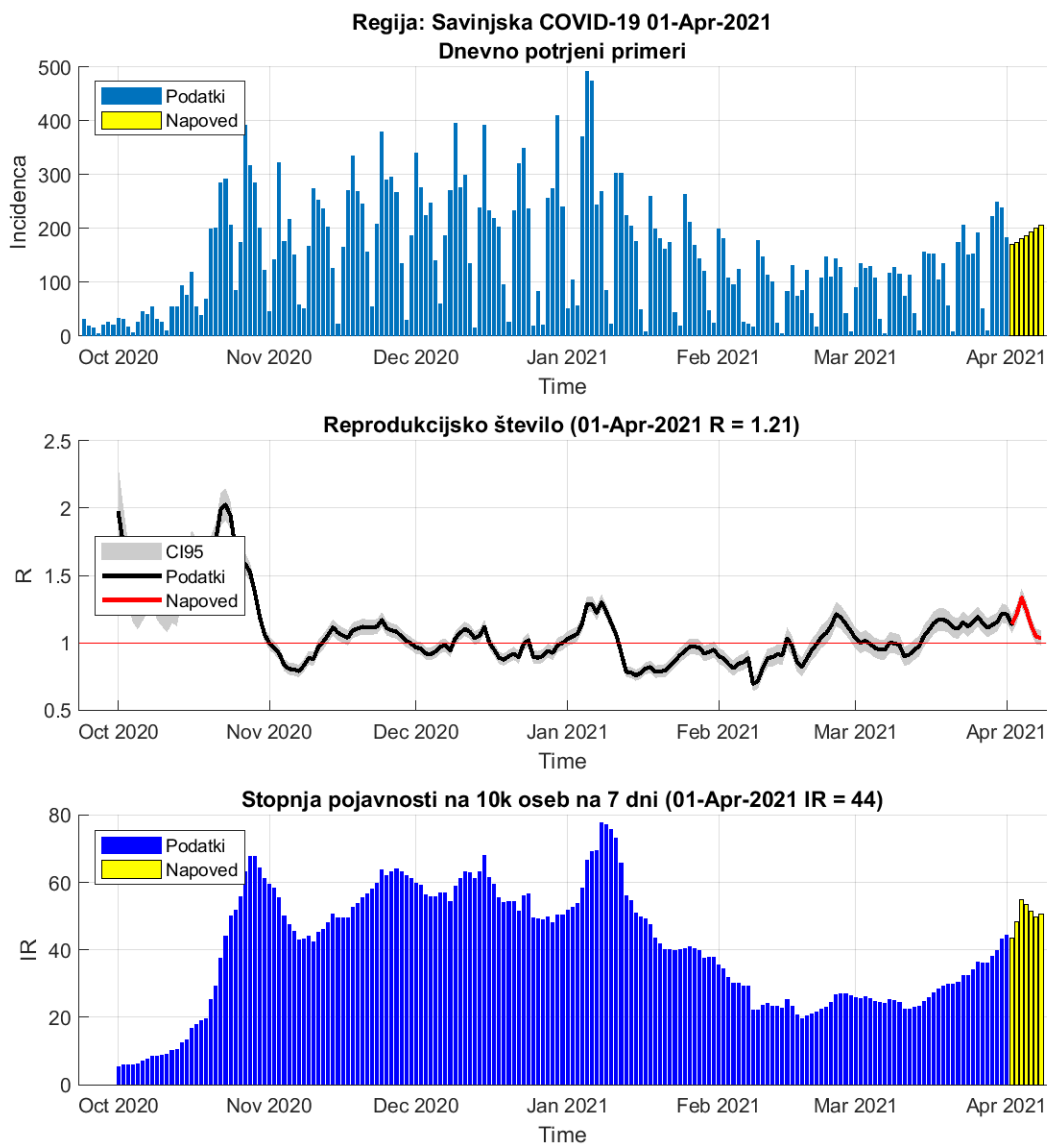 Regija: Savinjska COVID-19 01-Apr-2021
Dnevno potrjeni primeri
500
400
300
200
100
0
Incidenca
Podatki
Napoved
Oct 2020 Nov 2020 Dec 2020 Jan 2021 Feb 2021 Mar 2021 Apr 2021
Time
Reprodukcijsko število (01-Apr-2021 R = 1.21)
2.5
2
1.5
1
0.5
R
CI95
Podatki
Napoved
Oct 2020 Nov 2020 Dec 2020 Jan 2021 Feb 2021 Mar 2021 Apr 2021
Time
Stopnja pojavnosti na 10k oseb na 7 dni (01-Apr-2021 IR = 44)
80
60
40
20
0
IR
Podatki
Napoved
Oct 2020 Nov 2020 Dec 2020 Jan 2021 Feb 2021 Mar 2021 Apr 2021
Time